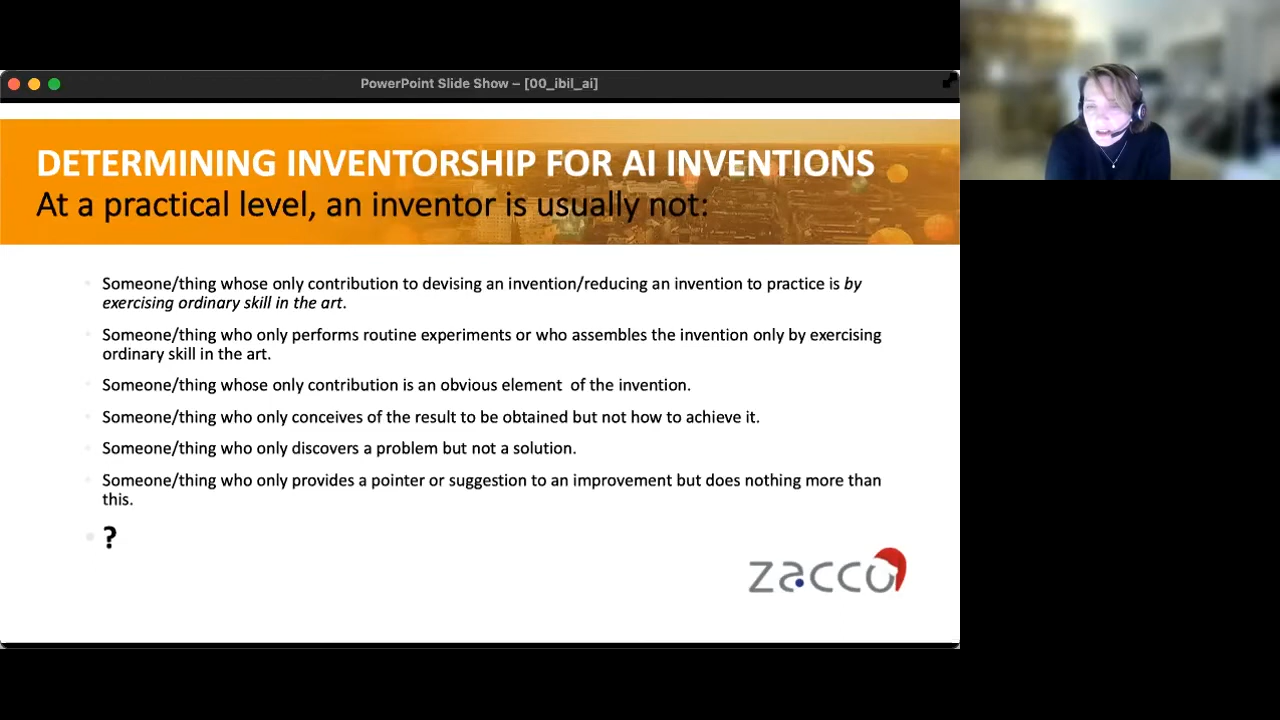 PowerPoint Slide Show – [00_ibil_ai]
DETERMINING INVENTORSHIP FOR AI INVENTIONS
At a practical level, an inventor is usually not:
Someone/thing whose only contribution to devising an invention/reducing an invention to practice is by
exercising ordinary skill in the art.
Someone/thing who only performs routine experiments or who assembles the invention only by exercising
ordinary skill in the art.
Someone/thing whose only contribution is an obvious element of the invention.
Someone/thing who only conceives of the result to be obtained but not how to achieve it.
Someone/thing who only discovers a problem but not a solution.
Someone/thing who only provides a pointer or suggestion to an improvement but does nothing more than
this.
?
zacco